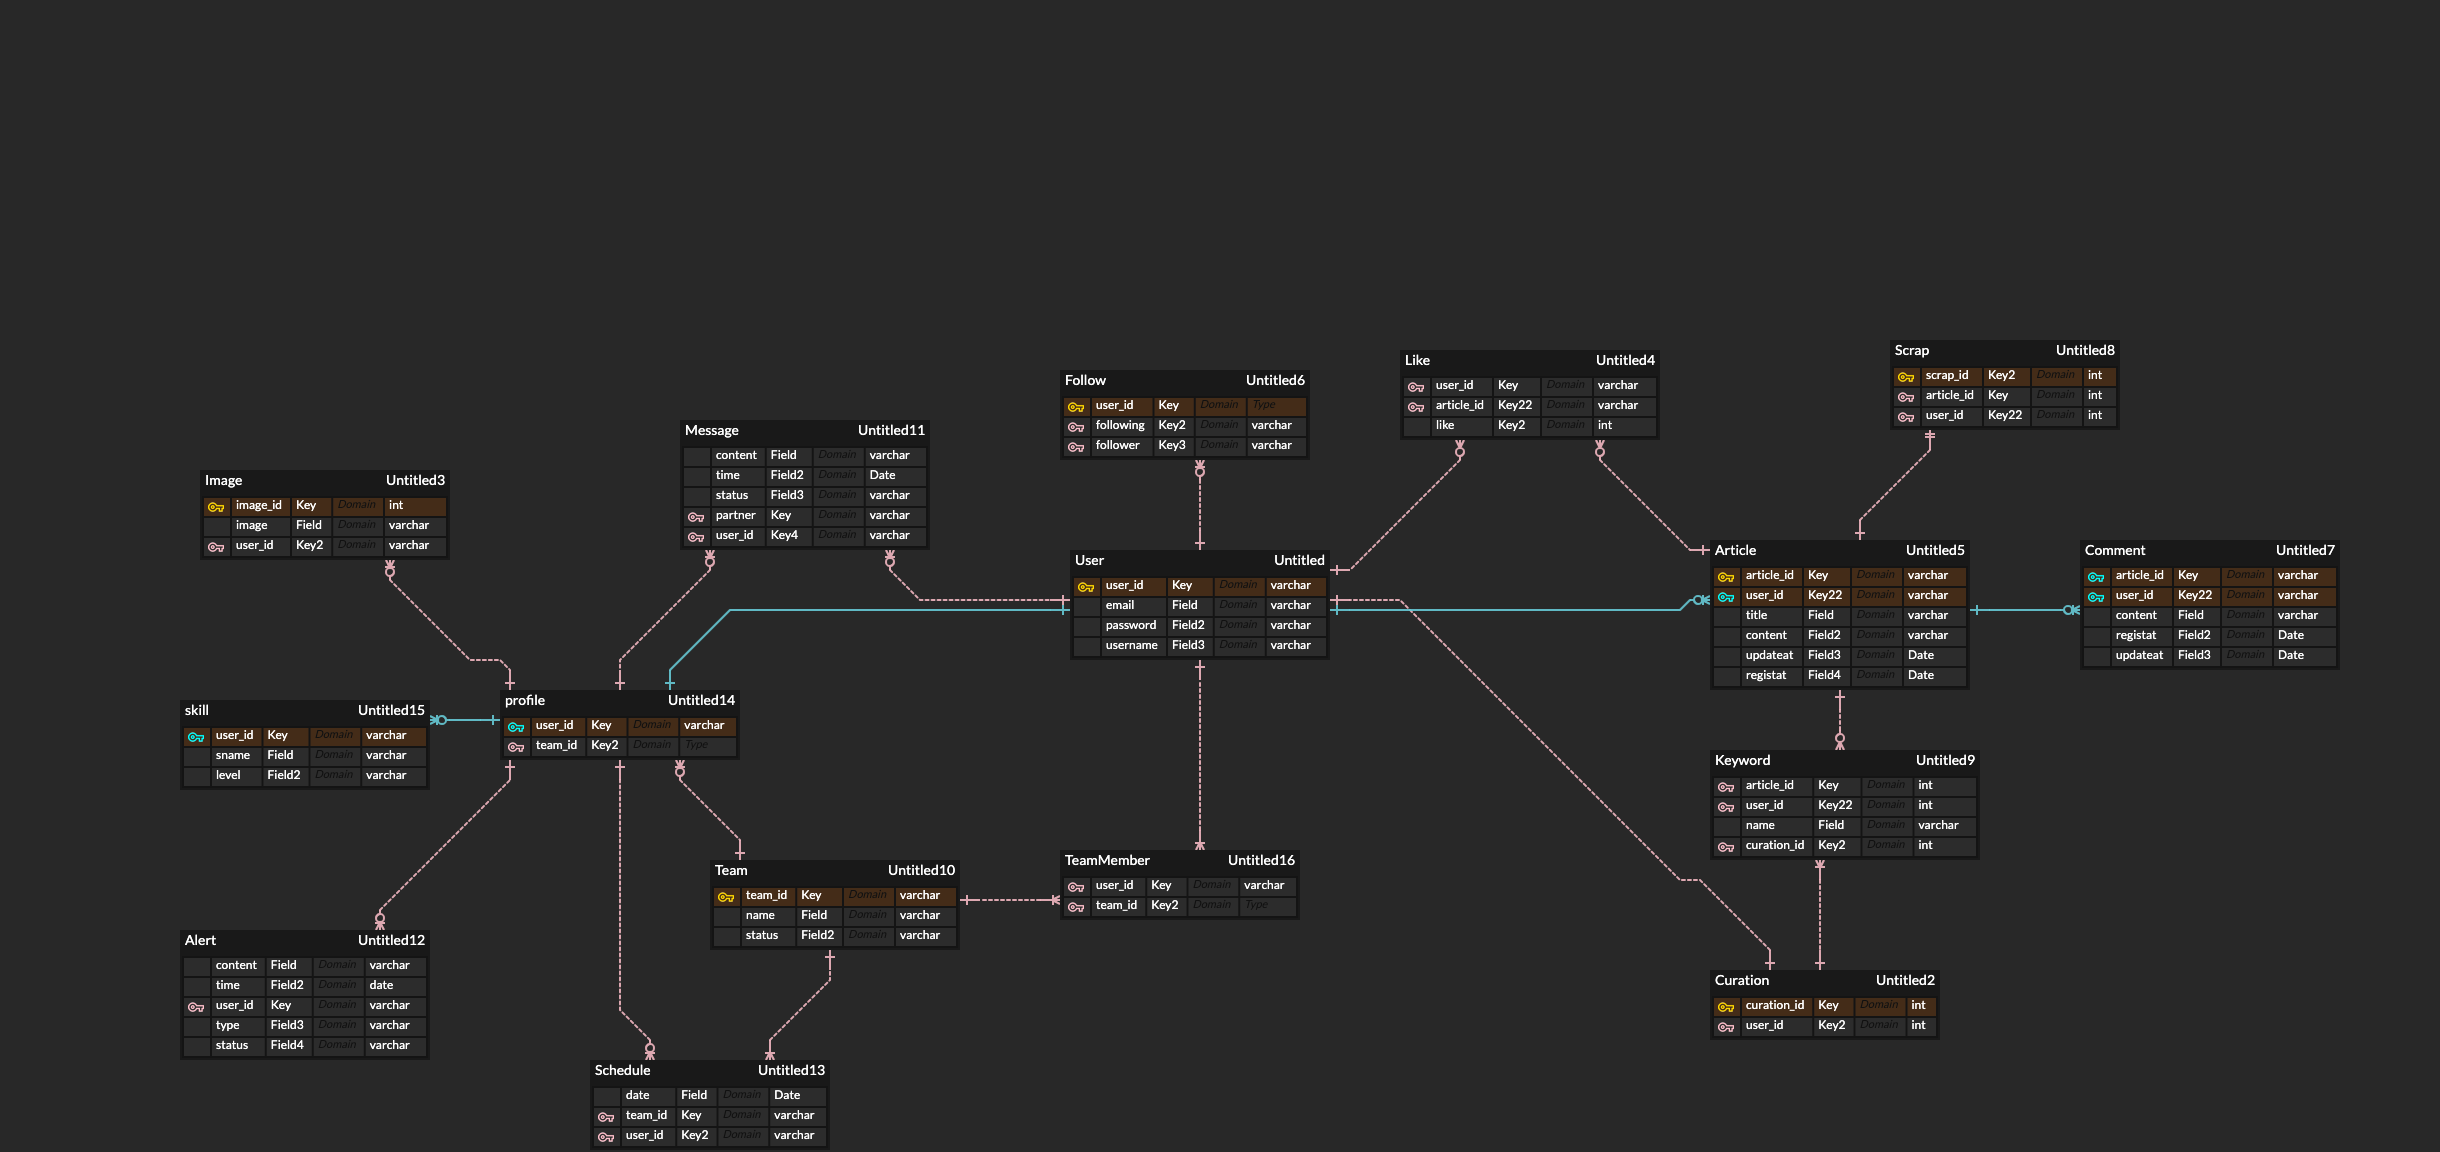 Like Untitled4
user_id Key Domain varchar
article_id Key22 Domain varchar
like Key2 Domain int
Scrap Untitled8
scrap_id Key2 Domain int
article_id Key Domain int
user_id Key22 Domain int
Follow Untitled6
user_id Key Domain Type
following Key2 Domain varchar
follower Key3 Domain varchar
Message Untitled11
content Field Domain varchar
time Field2 Domain Date
status Field3 Domain varchar
partner Key Domain varchar
user_id Key4 Domain varchar
Image Untitled3
image_id Key Domain int
image Field Domain varchar
user_id Key2 Domain varchar
User Untitled
user_id Key Domain varchar
email Field Domain varchar
password Field2 Domain varchar
username Field3 Domain varchar
Article Untitled5
article_id Key Domain varchar
user_id Key22 Domain varchar
title Field Domain varchar
content Field2 Domain varchar
updateat Field3 Domain Date
registat Field4 Domain Date
Comment Untitled7
article_id Key Domain varchar
user_id Key22 Domain varchar
content Field Domain varchar
registat Field2 Domain Date
updateat Field3 Domain Date
skill Untitled15
user_id Key Domain varchar
sname Field Domain varchar
level Field2 Domain varchar
profile Untitled14
user_id Key Domain varchar
team_id Key2 Domain Type
Keyword Untitled9
article_id Key Domain int
user_id Key22 Domain int
name Field Domain varchar
curation_id Key2 Domain int
Team Untitled10
team_id Key Domain varchar
name Field Domain varchar
status Field2 Domain varchar
TeamMember Untitled16
user_id Key Domain varchar
team_id Key2 Domain Type
Alert Untitled12
content Field Domain varchar
time Field2 Domain date
user_id Key Domain varchar
type Field3 Domain varchar
status Field4 Domain varchar
Curation Untitled2
curation_id Key Domain int
user_id Key2 Domain int
Schedule Untitled13
date Field Domain Date
team_id Key Domain varchar
user_id Key2 Domain varchar